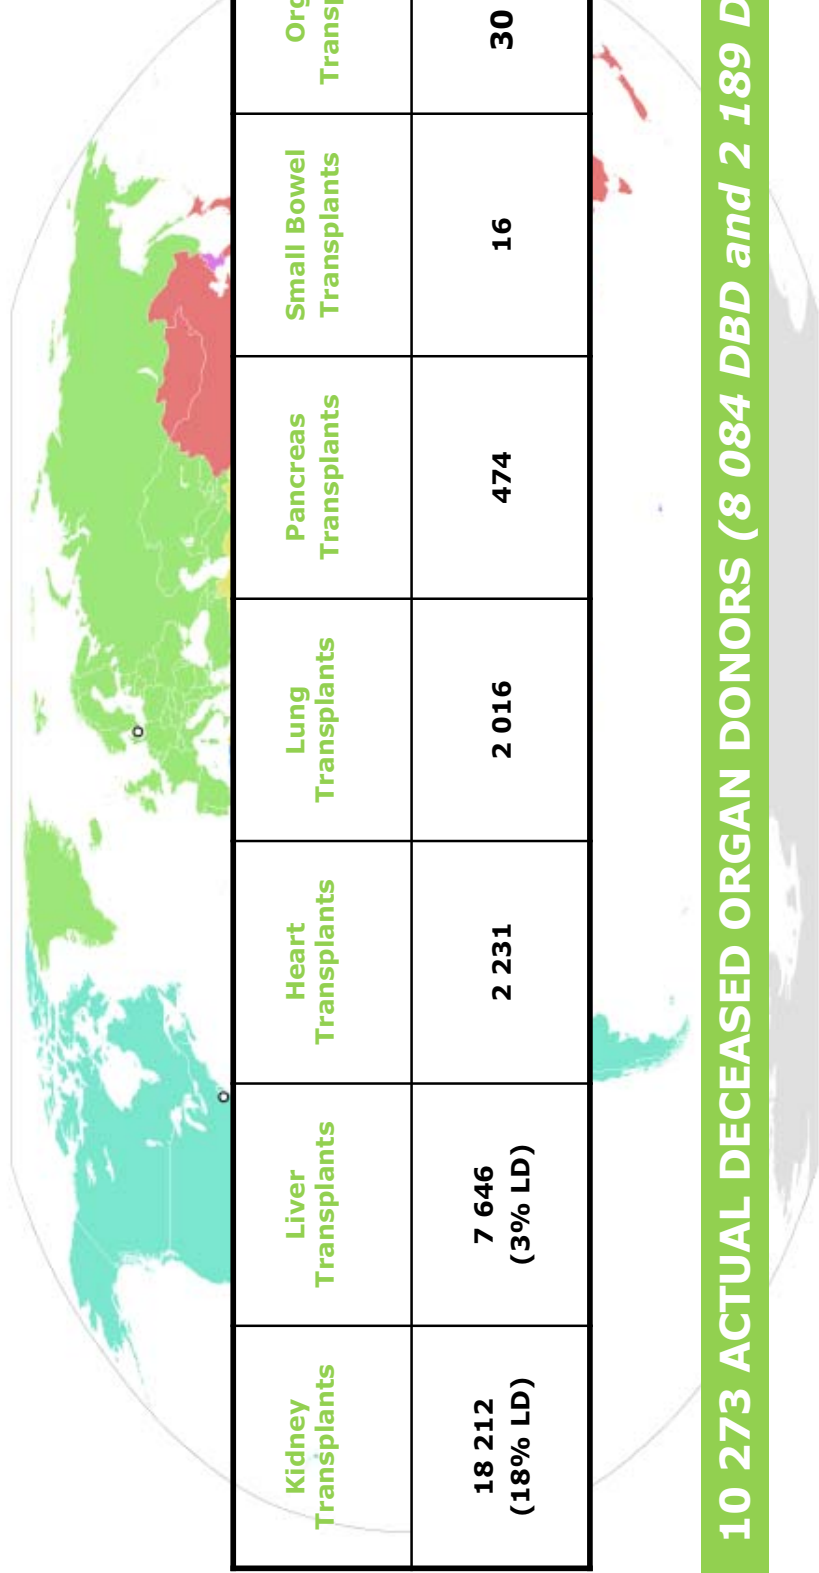 Kidney
Transplants
Liver
Transplants
Heart
Transplants
Lung
Transplants
Pancreas
Transplants
Small Bowel
Transplants
18 212
(18% LD)
7 646
(3% LD)
2 231
2 016
474
16
30
10 273 ACTUAL DECEASED ORGAN DONORS (8 084 DBD and 2 189